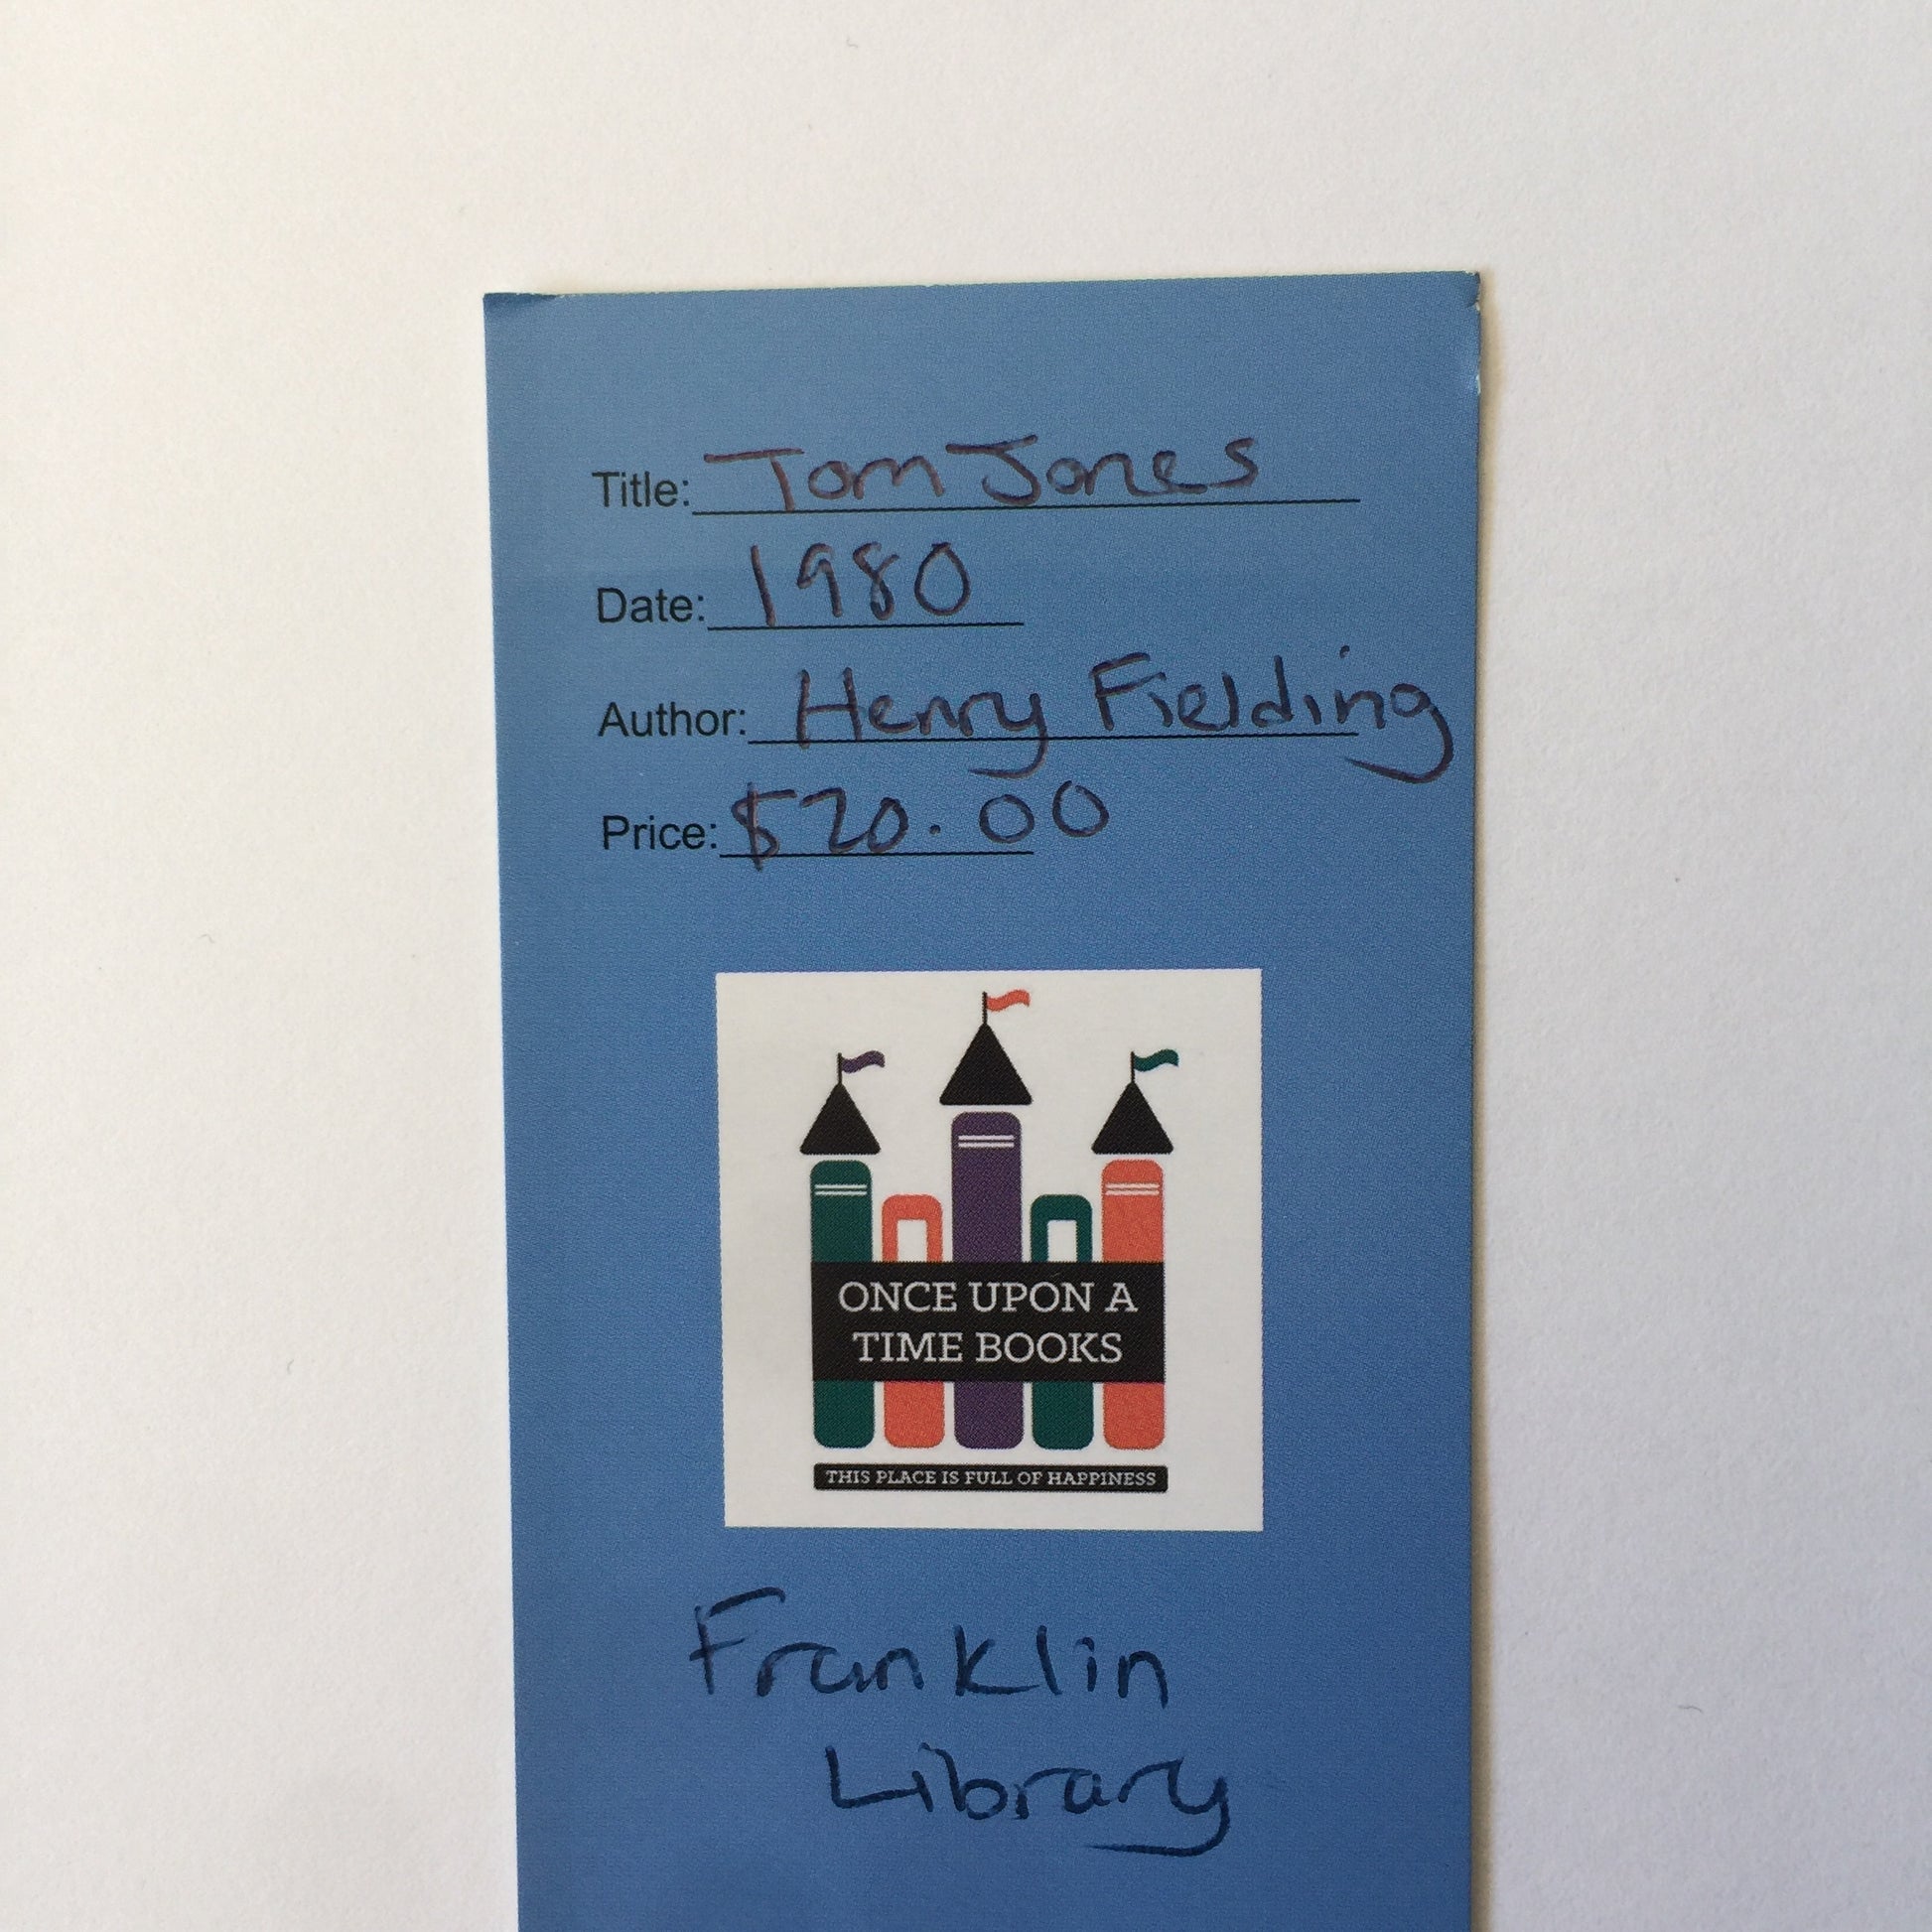 Title: Tom Jones
Date: 1980
Author: Henry Fielding
Price: $20.00
ONCE UPON A
TIME BOOKS
THIS PLACE IS FULL OF HAPPINESS
Franklin
Library